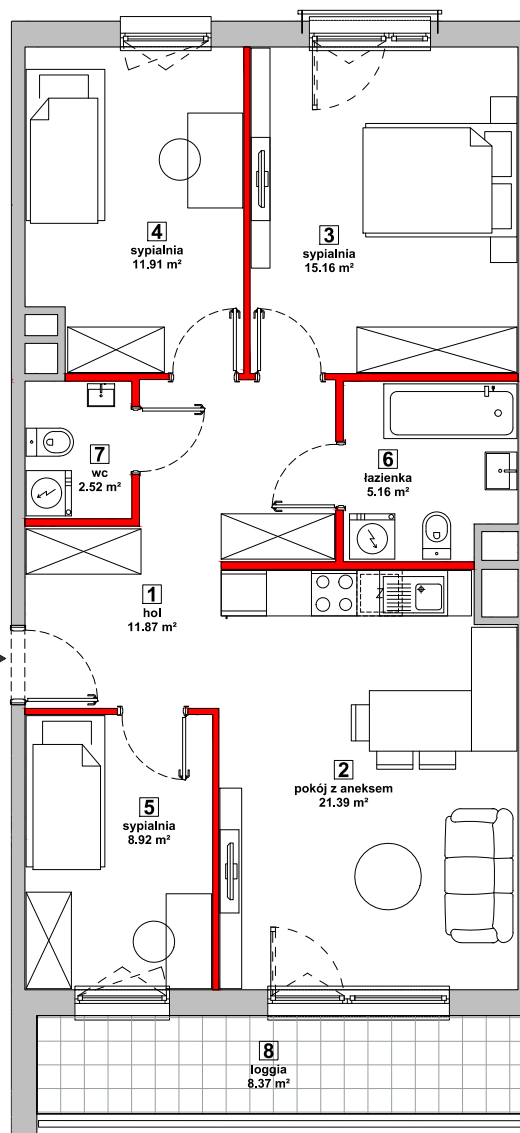 4
sypialnia
11.91 m²
3
sypialnia
15.16 m²
7
wc
2.52 m²
6
łazienka
5.16 m²
1
hol
11.87 m²
Z
2
pokój z aneksem
21.39 m²
5
sypialnia
8.92 m²
8
loggia
8.37 m²